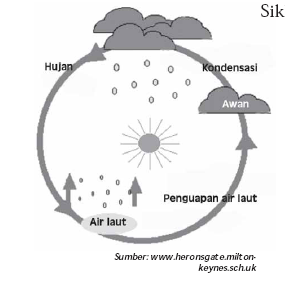 Sik
Hujan
Kondensasi
Awan
Penguapan air laut
Air laut
Sumber: www.heronsgate.milton-
keynes.sch.uk